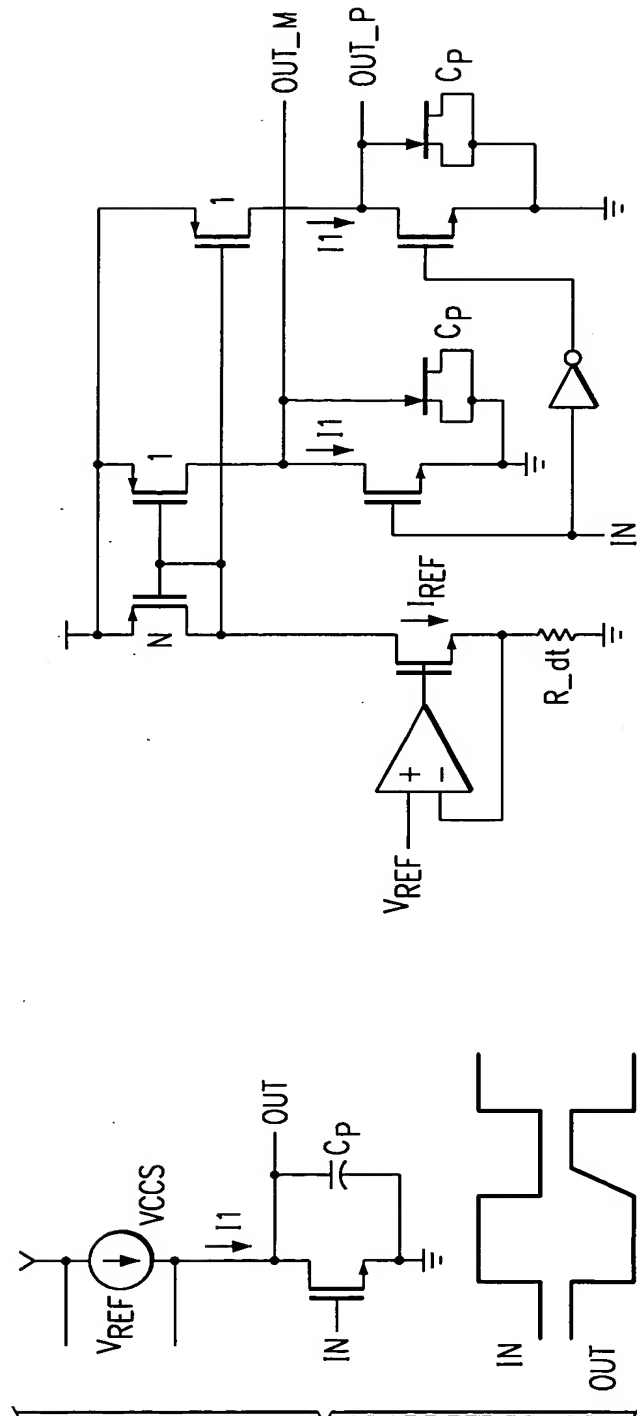 V_REF
VCCS
I1
OUT
C_P
IN
IN
OUT
N
1
1
OUT_M
OUT_P
I1
I1
C_P
C_P
I_REF
V_REF
+
−
R_dt
IN